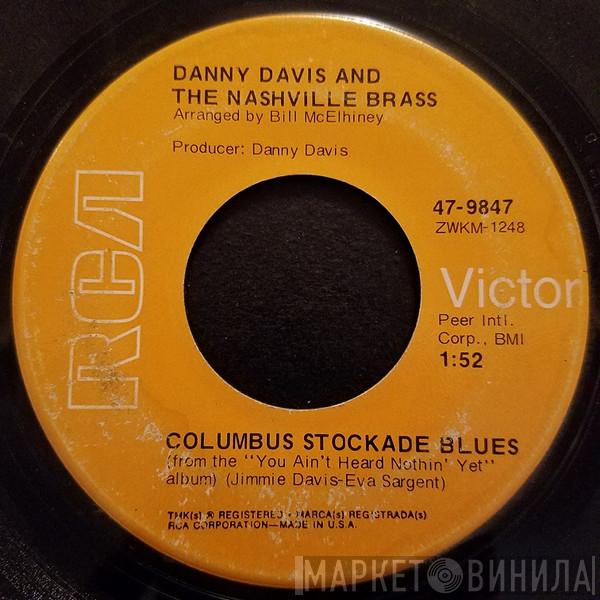 DANNY DAVIS AND
THE NASHVILLE BRASS
Arranged by Bill McElhiney
Producer: Danny Davis
RCA
47-9847
ZWKM-1248
Victor
Peer Intl.
Corp., BMI
1:52
COLUMBUS STOCKADE BLUES
(from the "You Ain't Heard Nothin' Yet"
album) (Jimmie Davis-Eva Sargent)
TMK(s) ® REGISTERED • MARCA(s) REGISTRADA(s)
RCA CORPORATION—MADE IN U.S.A.
МАРКЕТ ВИНИЛА